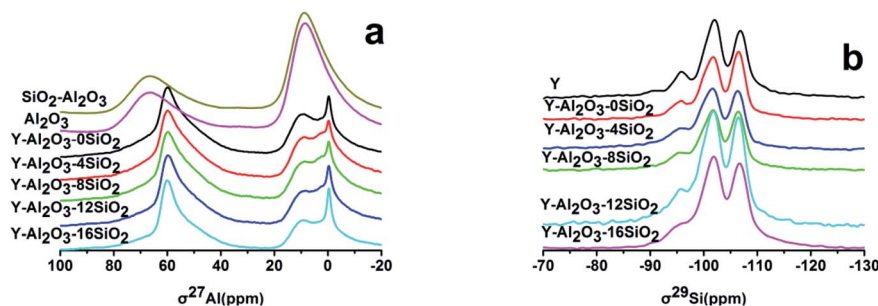 a
SiO₂-Al₂O₃
Al₂O₃
Y-Al₂O₃-0SiO₂
Y-Al₂O₃-4SiO₂
Y-Al₂O₃-8SiO₂
Y-Al₂O₃-12SiO₂
Y-Al₂O₃-16SiO₂
100 80 60 40 20 0 -20
σ²⁷Al(ppm)
b
Y
Y-Al₂O₃-0SiO₂
Y-Al₂O₃-4SiO₂
Y-Al₂O₃-8SiO₂
Y-Al₂O₃-12SiO₂
Y-Al₂O₃-16SiO₂
-70 -80 -90 -100 -110 -120 -130
σ²⁹Si(ppm)